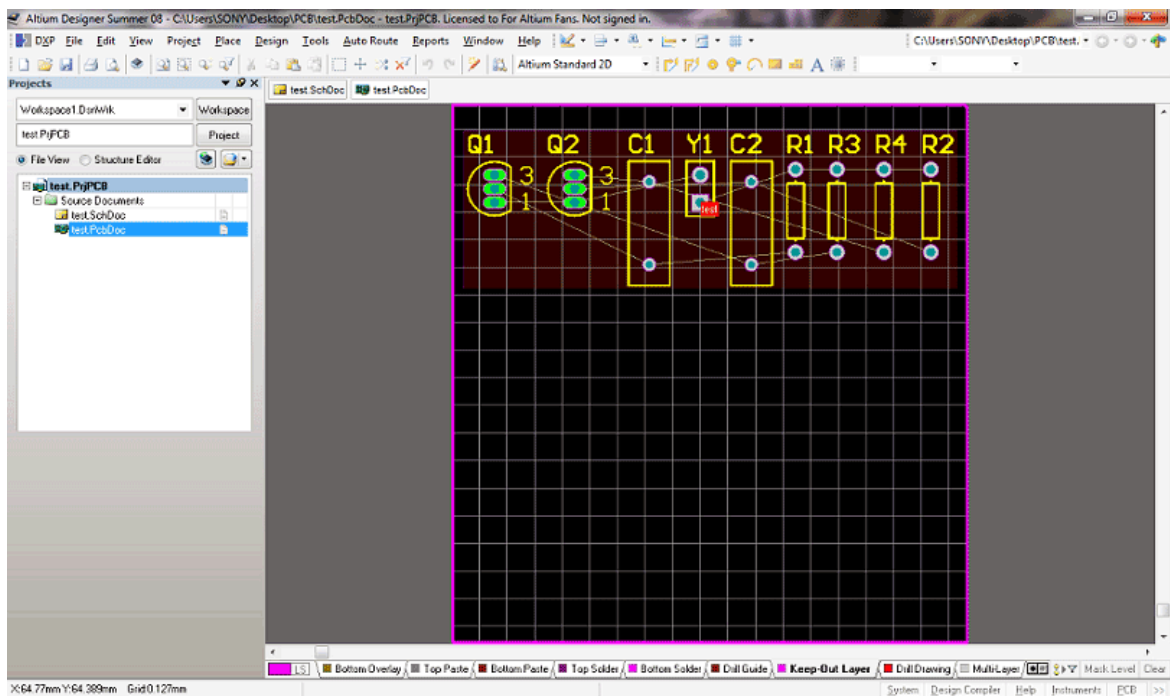 Altium Designer Summer 08 - C:\Users\SONY\Desktop\PCB\test.PcbDoc - test.PrjPCB. Licensed to For Altium Fans. Not signed in.
DXP File Edit View Project Place Design Tools Auto Route Reports Window Help C:\Users\SONY\Desktop\PCB\test.
Altium Standard 2D
Projects
test.SchDoc test.PcbDoc
Workspace1.DsnWrk Workspace
test.PrjPCB Project
File View Structure Editor
test.PrjPCB
Source Documents
test.SchDoc
test.PcbDoc
Q1 Q2 C1 Y1 C2 R1 R3 R4 R2
3 3
1 1
test
LS Bottom Overlay Top Paste Bottom Paste Top Solder Bottom Solder Drill Guide Keep-Out Layer Drill Drawing Multi-Layer Mask Level Clear
X:64.77mm Y:64.389mm Grid:0.127mm System Design Compiler Help Instruments PCB >>